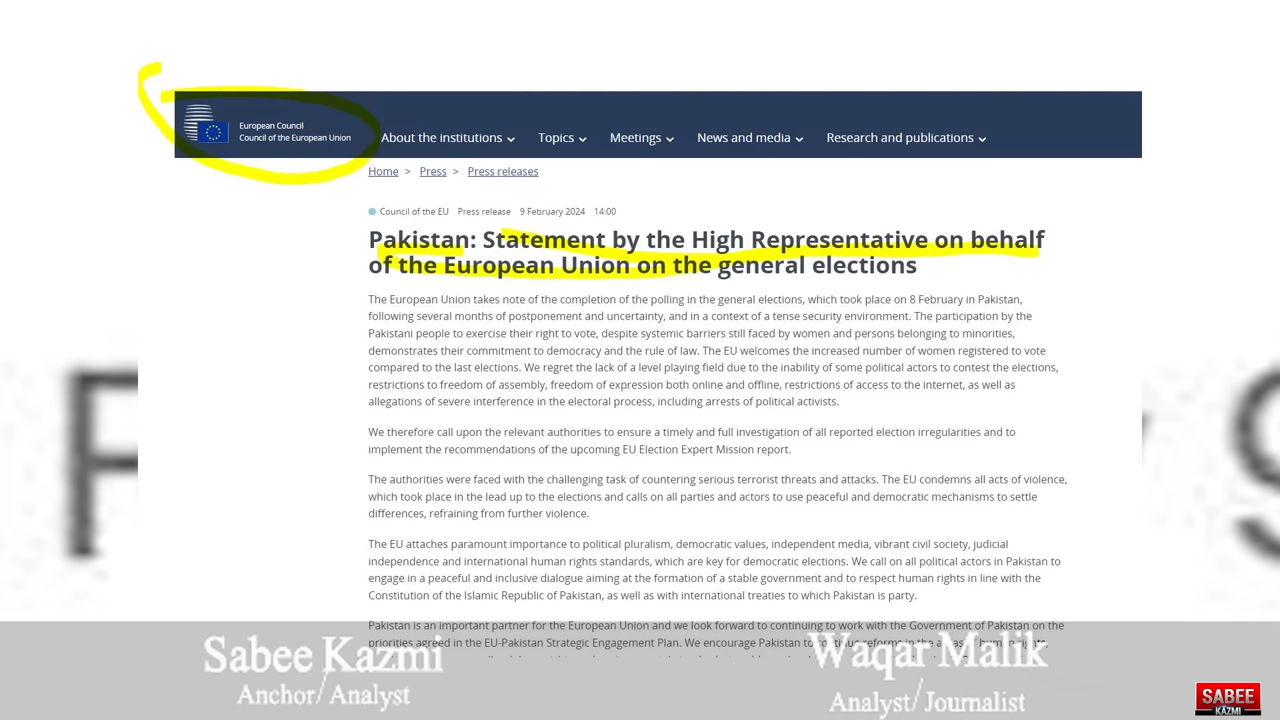 European Council
Council of the European Union
About the institutions
Topics
Meetings
News and media
Research and publications
Home > Press > Press releases
Council of the EU Press release 9 February 2024 14:00
Pakistan: Statement by the High Representative on behalf
of the European Union on the general elections
The European Union takes note of the completion of the polling in the general elections, which took place on 8 February in Pakistan,
following several months of postponement and uncertainty, and in a context of a tense security environment. The participation by the
Pakistani people to exercise their right to vote, despite systemic barriers still faced by women and persons belonging to minorities,
demonstrates their commitment to democracy and the rule of law. The EU welcomes the increased number of women registered to vote
compared to the last elections. We regret the lack of a level playing field due to the inability of some political actors to contest the elections,
restrictions to freedom of assembly, freedom of expression both online and offline, restrictions of access to the internet, as well as
allegations of severe interference in the electoral process, including arrests of political activists.
We therefore call upon the relevant authorities to ensure a timely and full investigation of all reported election irregularities and to
implement the recommendations of the upcoming EU Election Expert Mission report.
The authorities were faced with the challenging task of countering serious terrorist threats and attacks. The EU condemns all acts of violence,
which took place in the lead up to the elections and calls on all parties and actors to use peaceful and democratic mechanisms to settle
differences, refraining from further violence.
The EU attaches paramount importance to political pluralism, democratic values, independent media, vibrant civil society, judicial
independence and international human rights standards, which are key for democratic elections. We call on all political actors in Pakistan to
engage in a peaceful and inclusive dialogue aiming at the formation of a stable government and to respect human rights in line with the
Constitution of the Islamic Republic of Pakistan, as well as with international treaties to which Pakistan is party.
Pakistan is an important partner for the European Union and we look forward to continuing to work with the Government of Pakistan on the
priorities agreed in the EU-Pakistan Strategic Engagement Plan. We encourage Pakistan to continue reforms in the area of human rights,
Sabee Kazmi
Anchor/Analyst
Waqar Malik
Analyst/Journalist
SABEE
KAZMI